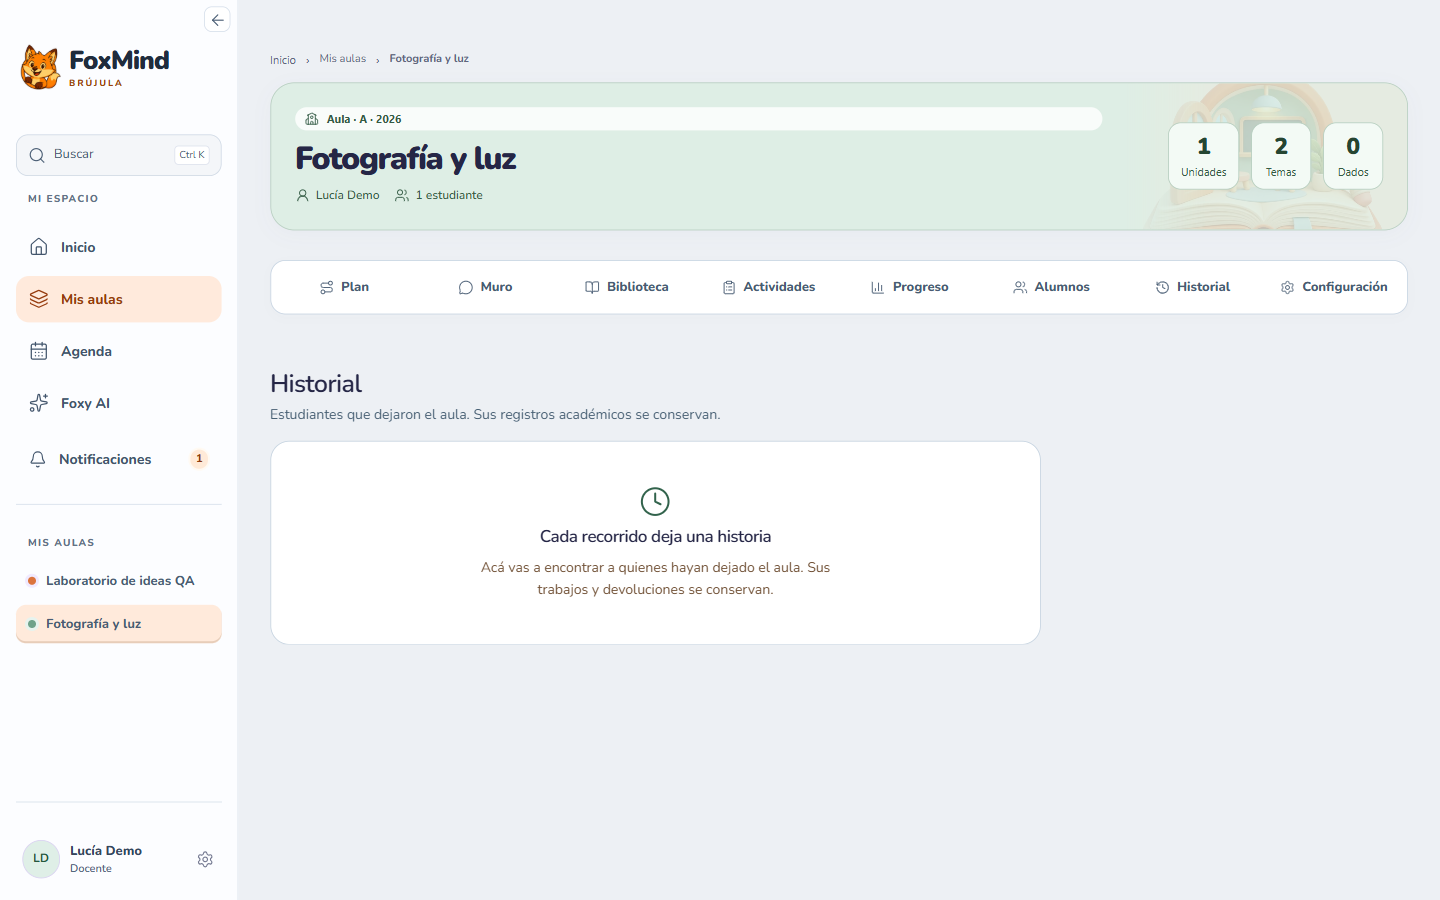 FoxMind
BRÚJULA
Buscar
Ctrl K
MI ESPACIO
Inicio
Mis aulas
Agenda
Foxy AI
Notificaciones
1
MIS AULAS
Laboratorio de ideas QA
Fotografía y luz
LD
Lucía Demo
Docente
Inicio › Mis aulas › Fotografía y luz
Aula · A · 2026
Fotografía y luz
Lucía Demo
1 estudiante
1
Unidades
2
Temas
0
Dados
Plan
Muro
Biblioteca
Actividades
Progreso
Alumnos
Historial
Configuración
Historial
Estudiantes que dejaron el aula. Sus registros académicos se conservan.
Cada recorrido deja una historia
Acá vas a encontrar a quienes hayan dejado el aula. Sus
trabajos y devoluciones se conservan.